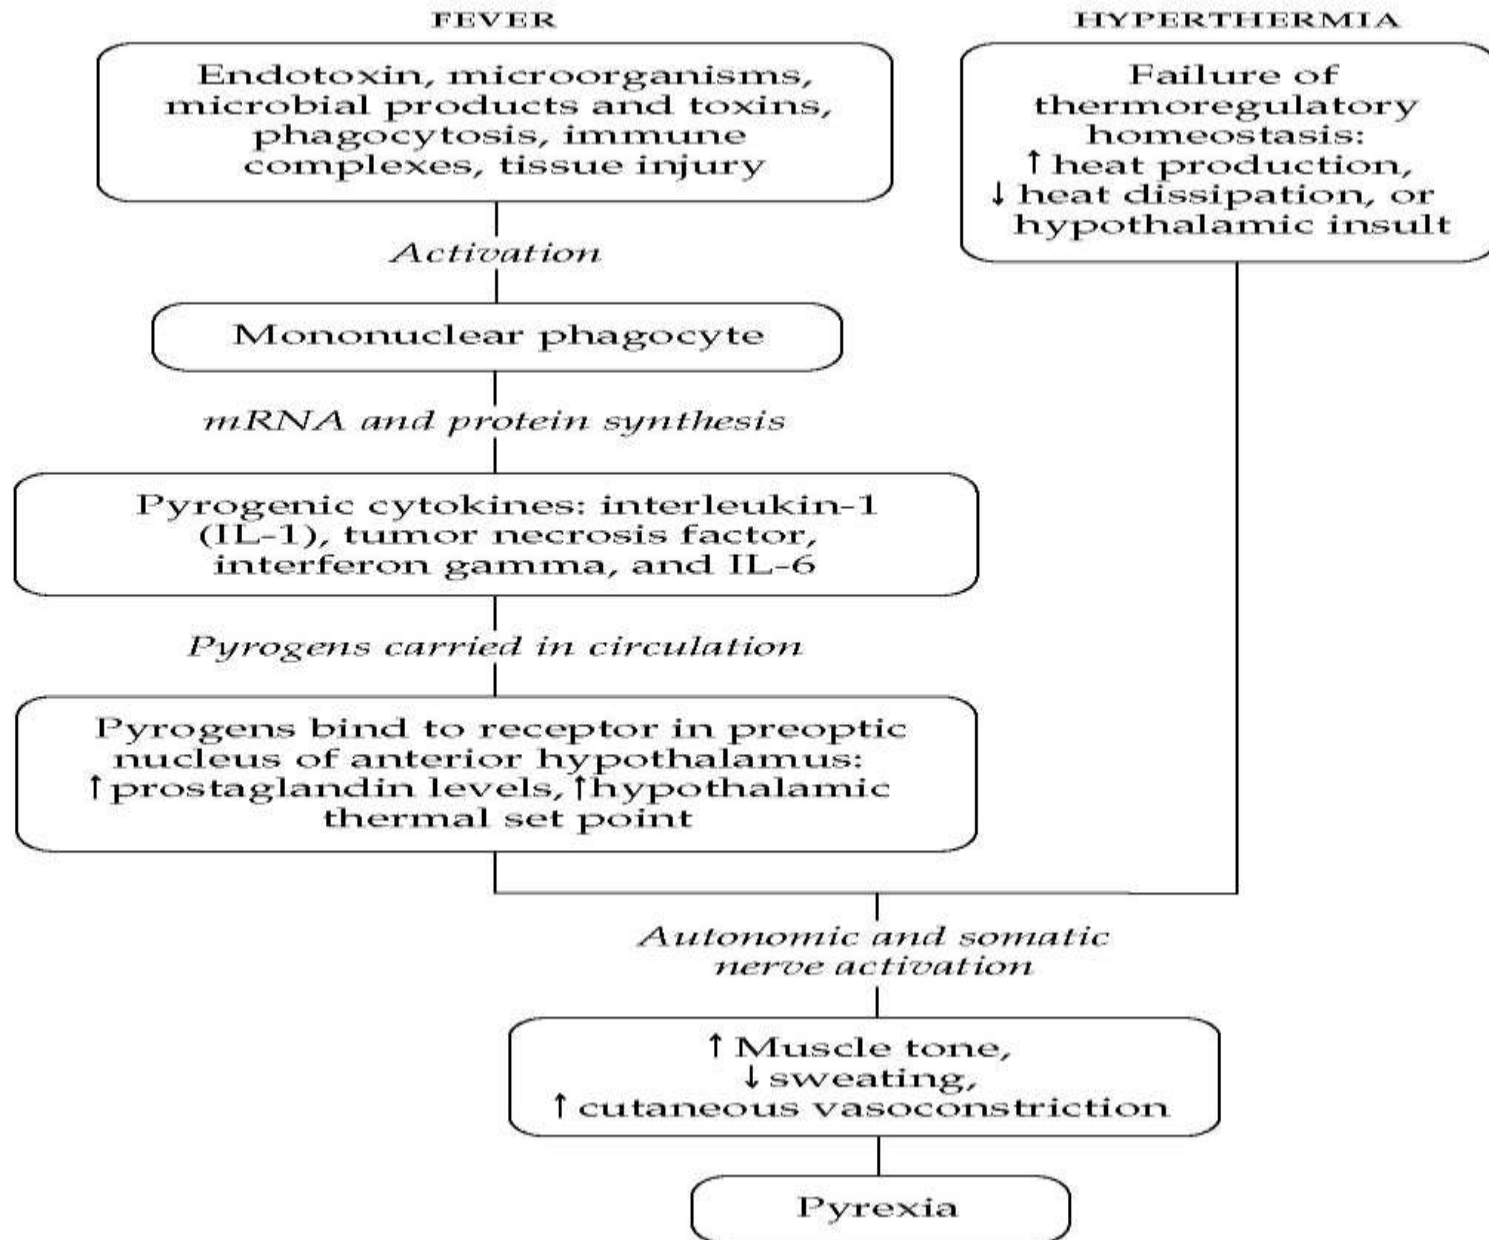 FEVER
Endotoxin, microorganisms,
microbial products and toxins,
phagocytosis, immune
complexes, tissue injury
Activation
Mononuclear phagocyte
mRNA and protein synthesis
Pyrogenic cytokines: interleukin-1
(IL-1), tumor necrosis factor,
interferon gamma, and IL-6
Pyrogens carried in circulation
Pyrogens bind to receptor in preoptic
nucleus of anterior hypothalamus:
↑prostaglandin levels,↑hypothalamic
thermal set point
HYPERTHERMIA
Failure of
thermoregulatory
homeostasis:
↑heat production,
↓heat dissipation, or
hypothalamic insult
Autonomic and somatic
nerve activation
↑Muscle tone,
↓sweating,
↑cutaneous vasoconstriction
Pyrexia